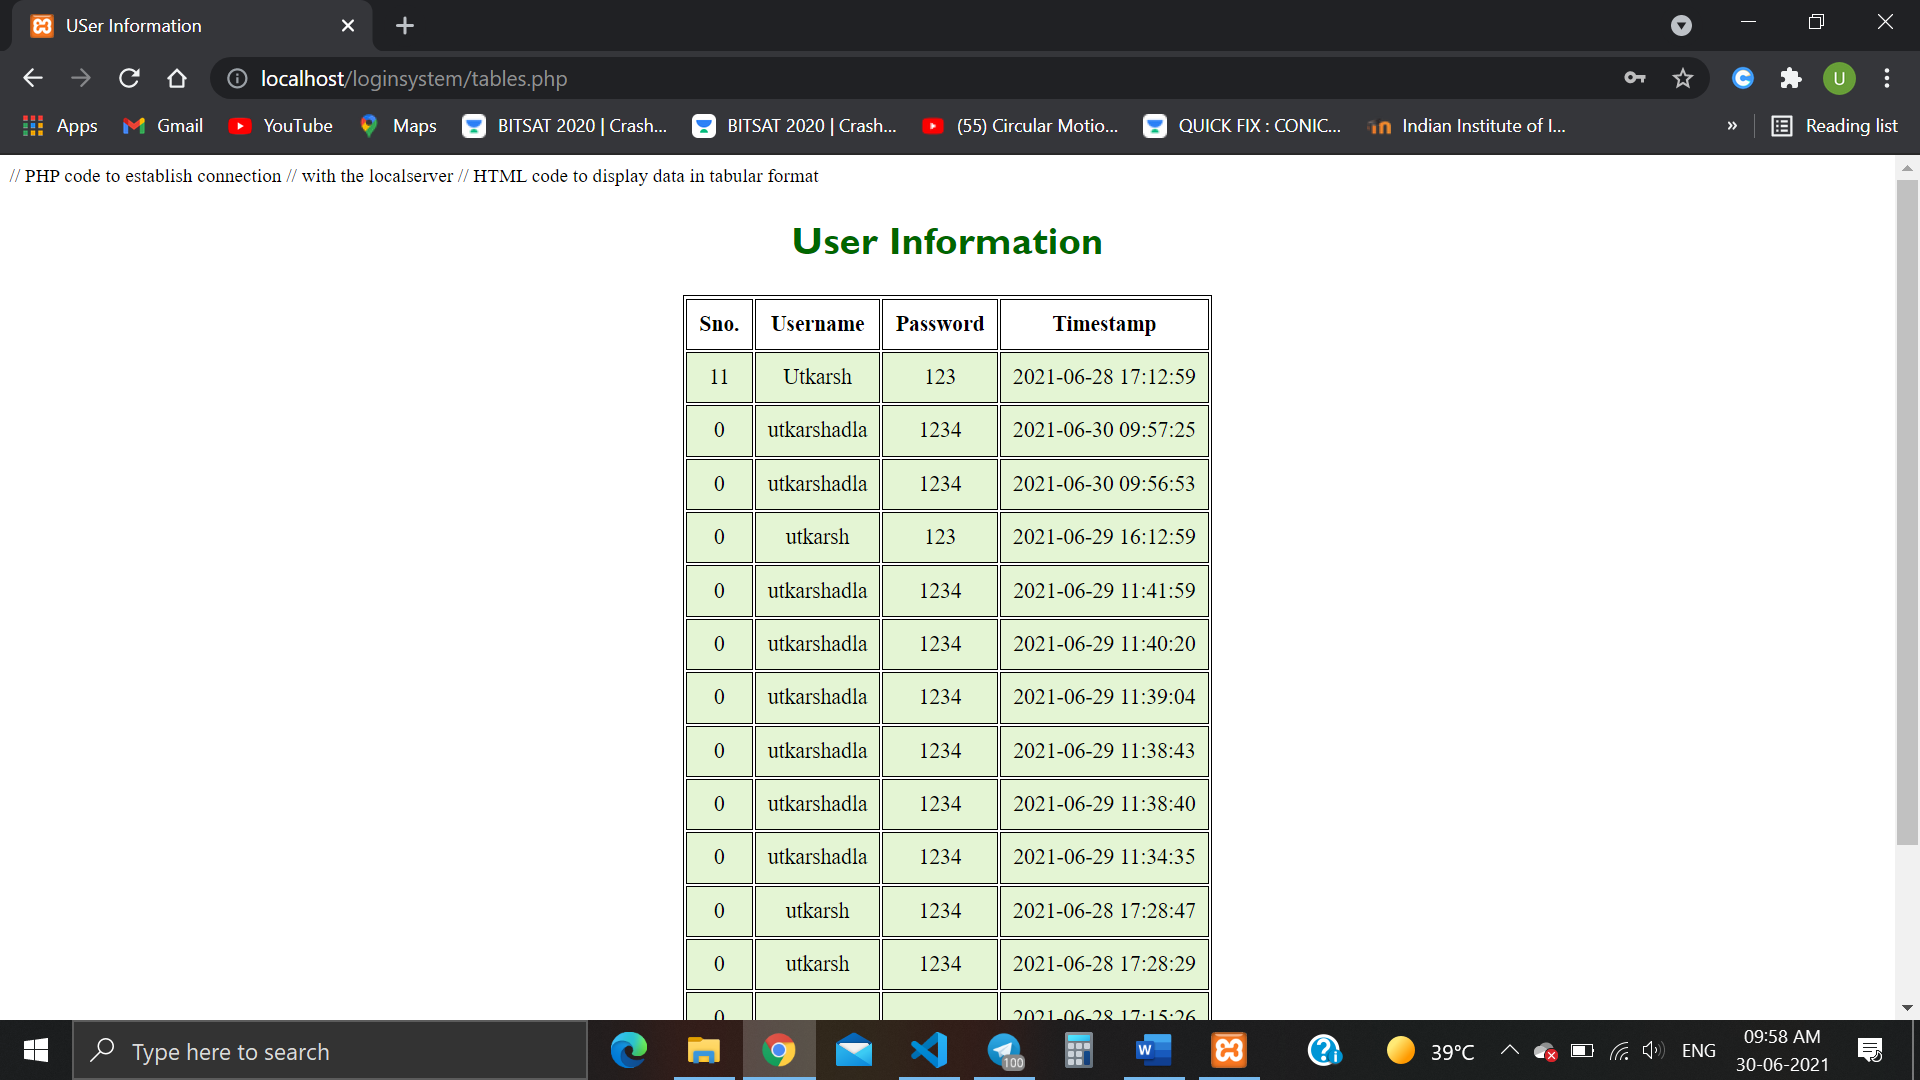 USer Information
localhost/loginsystem/tables.php
U
Apps Gmail YouTube Maps BITSAT 2020 | Crash... BITSAT 2020 | Crash... (55) Circular Motio... QUICK FIX : CONIC... Indian Institute of I... » Reading list
// PHP code to establish connection // with the localserver // HTML code to display data in tabular format
User Information
Sno. Username Password Timestamp
11 Utkarsh 123 2021-06-28 17:12:59
0 utkarshadla 1234 2021-06-30 09:57:25
0 utkarshadla 1234 2021-06-30 09:56:53
0 utkarsh 123 2021-06-29 16:12:59
0 utkarshadla 1234 2021-06-29 11:41:59
0 utkarshadla 1234 2021-06-29 11:40:20
0 utkarshadla 1234 2021-06-29 11:39:04
0 utkarshadla 1234 2021-06-29 11:38:43
0 utkarshadla 1234 2021-06-29 11:38:40
0 utkarshadla 1234 2021-06-29 11:34:35
0 utkarsh 1234 2021-06-28 17:28:47
0 utkarsh 1234 2021-06-28 17:28:29
0 2021-06-28 17:15:26
Type here to search
100
W
39°C
ENG
09:58 AM
30-06-2021